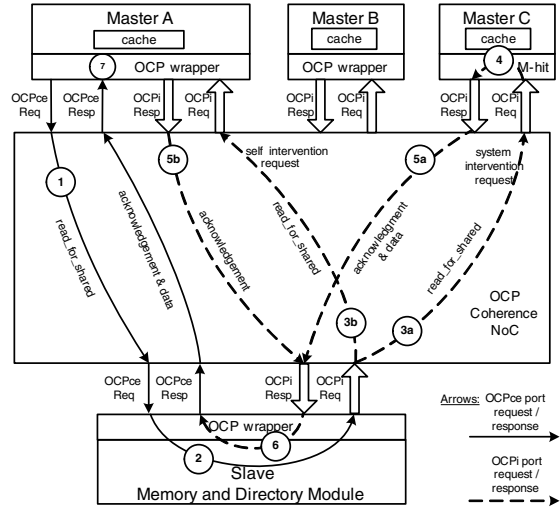 Master A
cache
7
OCP wrapper
Master B
cache
OCP wrapper
Master C
cache
4
M-hit
OCPce
Req
OCPce
Resp
OCPi
Resp
OCPi
Req
OCPi
Resp
OCPi
Req
OCPi
Resp
OCPi
Req
1
5b
self intervention
request
5a
system
intervention
request
read_for_shared
acknowledgement & data
acknowledgement
read_for_shared
acknowledgment
& data
read_for_shared
3b
3a
OCP
Coherence
NoC
OCPce
Req
OCPce
Resp
OCPi
Resp
OCPi
Req
OCP wrapper
2
6
Slave
Memory and Directory Module
Arrows: OCPce port
request /
response
OCPi port
request /
response